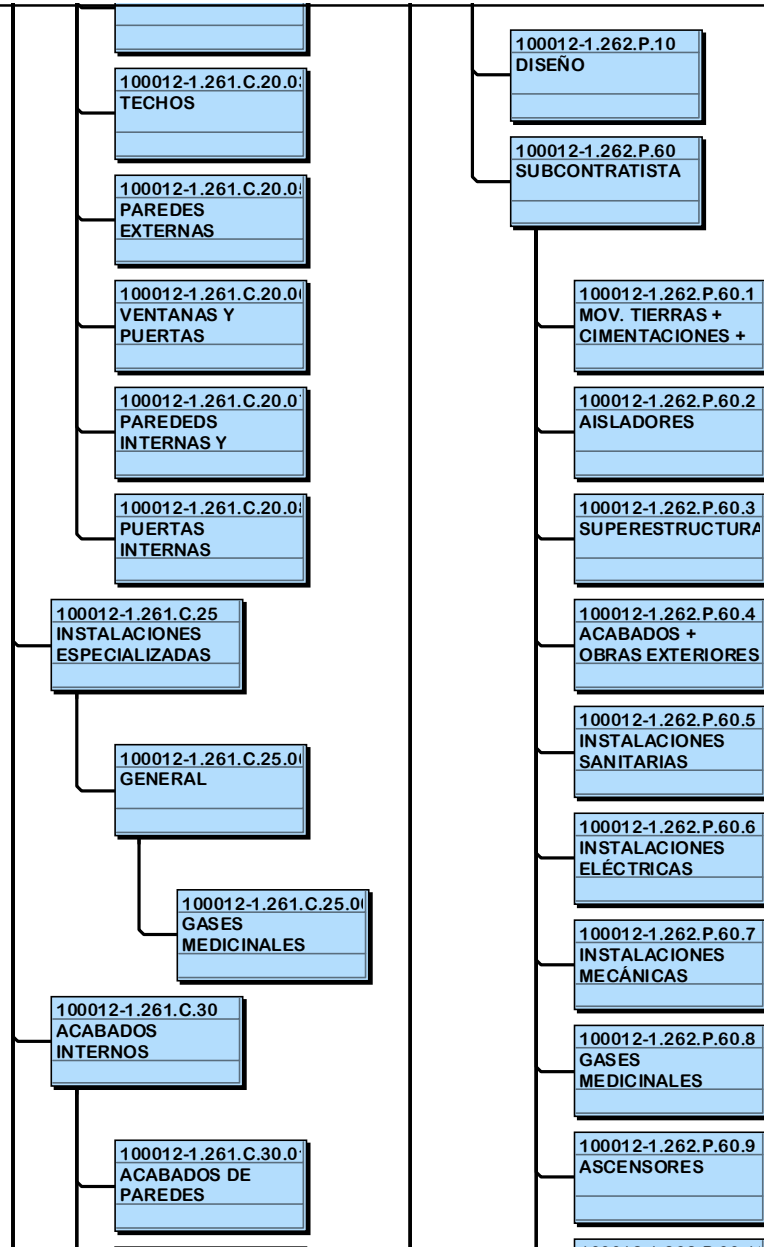 100012-1.261.C.20.03
TECHOS
100012-1.261.C.20.05
PAREDES
EXTERNAS
100012-1.261.C.20.06
VENTANAS Y
PUERTAS
100012-1.261.C.20.07
PAREDEDS
INTERNAS Y
100012-1.261.C.20.08
PUERTAS
INTERNAS
100012-1.261.C.25
INSTALACIONES
ESPECIALIZADAS
100012-1.261.C.25.0
GENERAL
100012-1.261.C.25.0
GASES
MEDICINALES
100012-1.261.C.30
ACABADOS
INTERNOS
100012-1.261.C.30.01
ACABADOS DE
PAREDES
100012-1.262.P.10
DISEÑO
100012-1.262.P.60
SUBCONTRATISTA
100012-1.262.P.60.1
MOV. TIERRAS +
CIMENTACIONES +
100012-1.262.P.60.2
AISLADORES
100012-1.262.P.60.3
SUPERESTRUCTURA
100012-1.262.P.60.4
ACABADOS +
OBRAS EXTERIORES
100012-1.262.P.60.5
INSTALACIONES
SANITARIAS
100012-1.262.P.60.6
INSTALACIONES
ELÉCTRICAS
100012-1.262.P.60.7
INSTALACIONES
MECÁNICAS
100012-1.262.P.60.8
GASES
MEDICINALES
100012-1.262.P.60.9
ASCENSORES